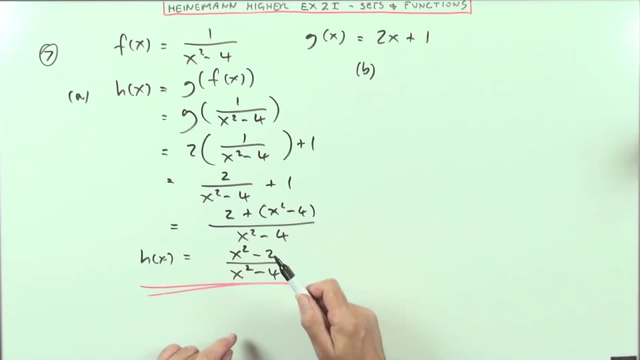 HEINEMANN HIGHER EX 2I - SETS & FUNCTIONS
⑤ f(x) = 1/(x² - 4) g(x) = 2x + 1
(a) h(x) = g(f(x)) (b)
= g(1/(x² - 4))
= 2(1/(x² - 4)) + 1
= 2/(x² - 4) + 1
= (2 + (x² - 4))/(x² - 4)
h(x) = (x² - 2)/(x² - 4)